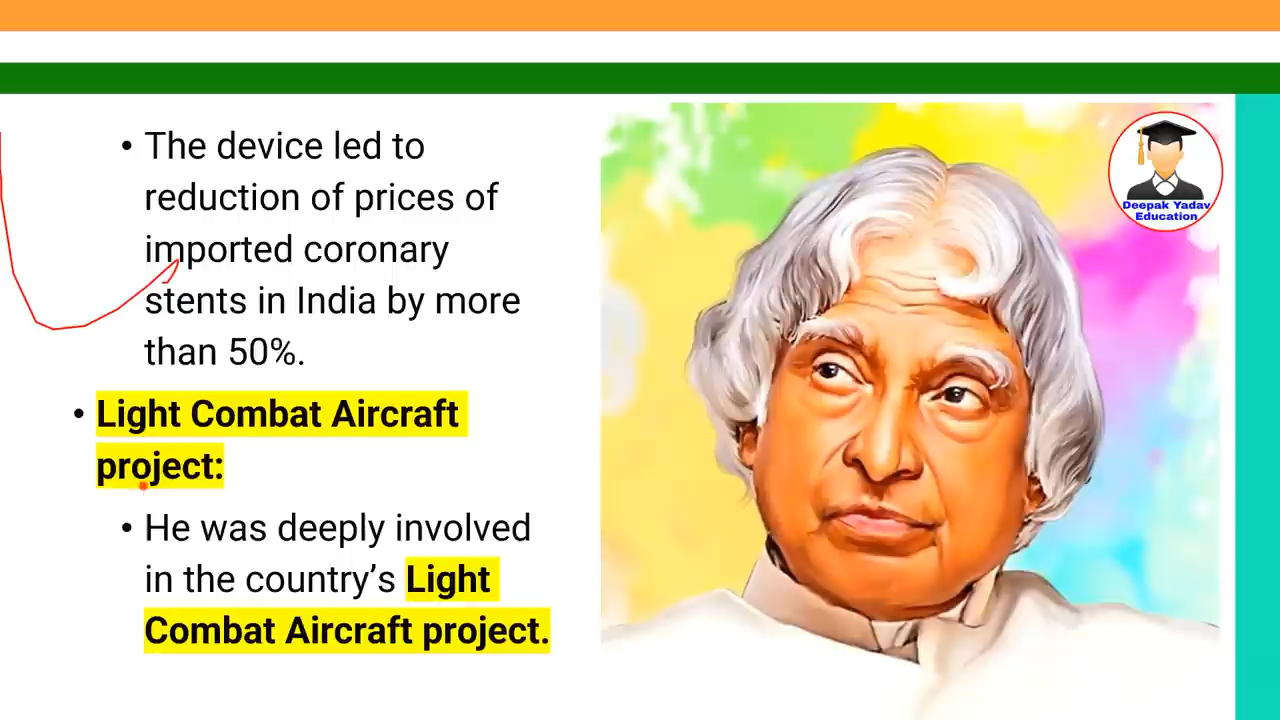 • The device led to
reduction of prices of
imported coronary
stents in India by more
than 50%.
• Light Combat Aircraft
project:
• He was deeply involved
in the country’s Light
Combat Aircraft project.
Deepak Yadav
Education